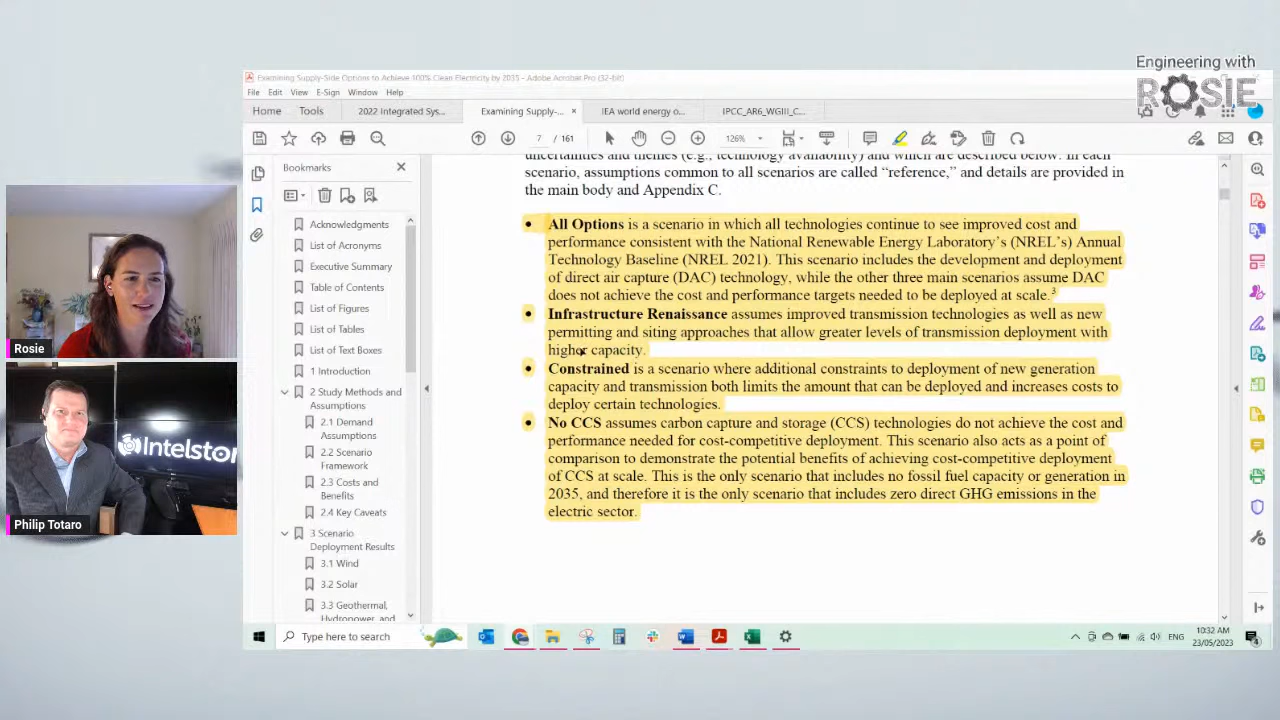 Engineering with
ROSIE
Examining Supply-Side Options to Achieve 100% Clean Electricity by 2035 - Adobe Acrobat Pro (32-bit)
File Edit View E-Sign Window Help
Home Tools 2022 Integrated Sys... Examining Supply-... × IEA world energy o... IPCC_AR6_WGIII_C...
7 / 161 126%
Bookmarks
Acknowledgments
List of Acronyms
Executive Summary
Table of Contents
List of Figures
List of Tables
List of Text Boxes
1 Introduction
2 Study Methods and
Assumptions
2.1 Demand
Assumptions
2.2 Scenario
Framework
2.3 Costs and
Benefits
2.4 Key Caveats
3 Scenario
Deployment Results
3.1 Wind
3.2 Solar
3.3 Geothermal,
Hydropower, and
uncertainties and themes (e.g., technology availability) and which are described below. In each
scenario, assumptions common to all scenarios are called “reference,” and details are provided in
the main body and Appendix C.
• All Options is a scenario in which all technologies continue to see improved cost and
performance consistent with the National Renewable Energy Laboratory’s (NREL’s) Annual
Technology Baseline (NREL 2021). This scenario includes the development and deployment
of direct air capture (DAC) technology, while the other three main scenarios assume DAC
does not achieve the cost and performance targets needed to be deployed at scale.3
• Infrastructure Renaissance assumes improved transmission technologies as well as new
permitting and siting approaches that allow greater levels of transmission deployment with
higher capacity.
• Constrained is a scenario where additional constraints to deployment of new generation
capacity and transmission both limits the amount that can be deployed and increases costs to
deploy certain technologies.
• No CCS assumes carbon capture and storage (CCS) technologies do not achieve the cost and
performance needed for cost-competitive deployment. This scenario also acts as a point of
comparison to demonstrate the potential benefits of achieving cost-competitive deployment
of CCS at scale. This is the only scenario that includes no fossil fuel capacity or generation in
2035, and therefore it is the only scenario that includes zero direct GHG emissions in the
electric sector.
Rosie
Intelstor
Philip Totaro
Type here to search
ENG
10:32 AM
23/05/2023